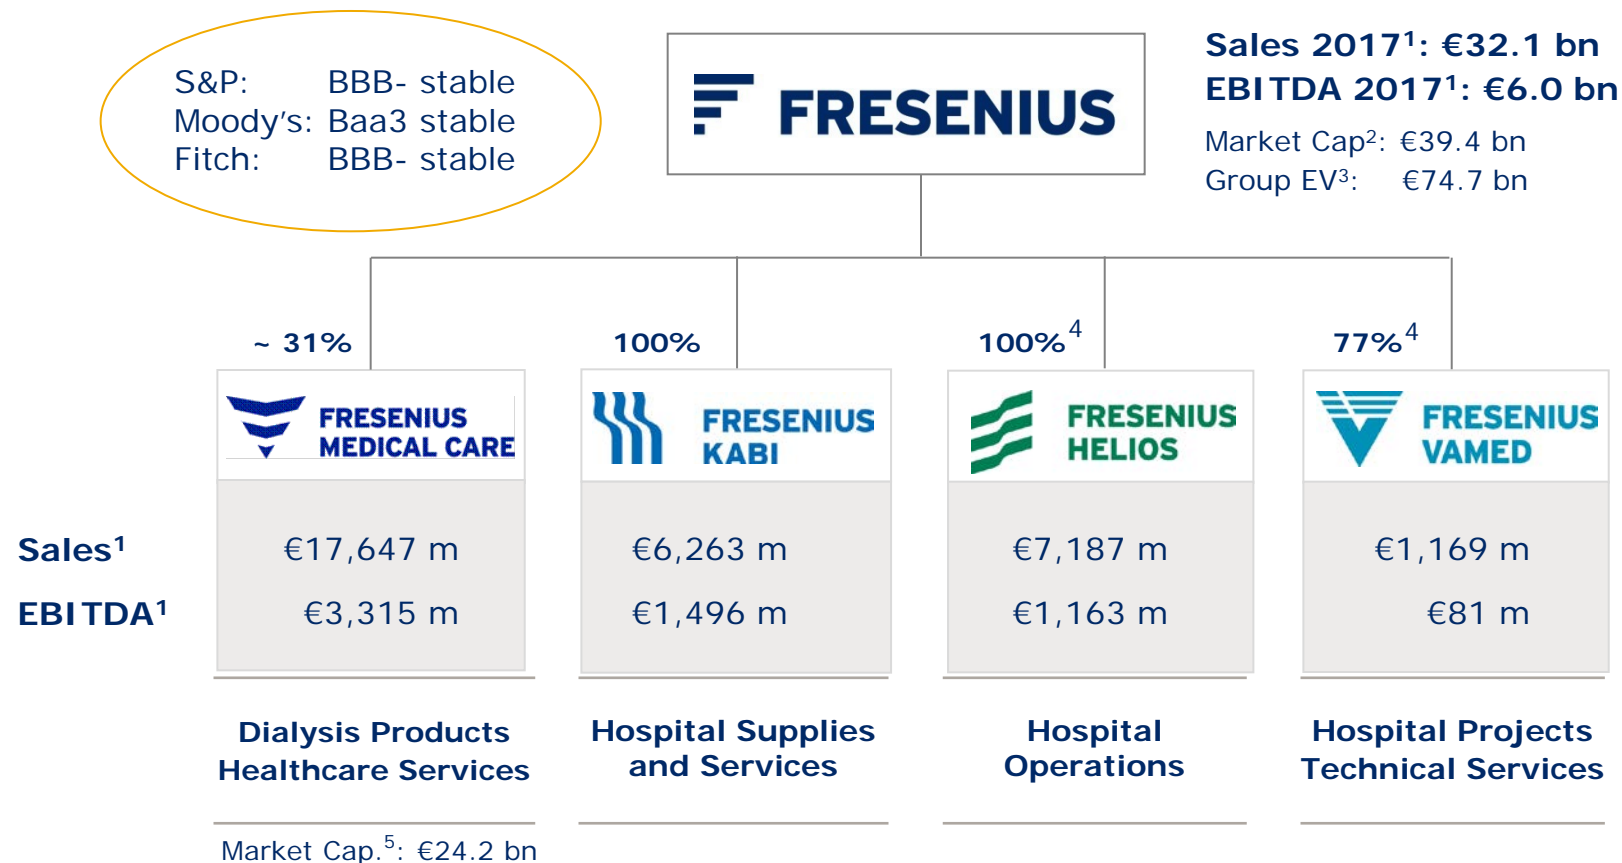 S&P: BBB- stable
Moody's: Baa3 stable
Fitch: BBB- stable
FRESENIUS
Sales 2017¹: €32.1 bn
EBITDA 2017¹: €6.0 bn
Market Cap²: €39.4 bn
Group EV³: €74.7 bn
~ 31% 100% 100%⁴ 77%⁴
FRESENIUS
MEDICAL CARE
FRESENIUS
KABI
FRESENIUS
HELIOS
FRESENIUS
VAMED
Sales¹ €17,647 m €6,263 m €7,187 m €1,169 m
EBITDA¹ €3,315 m €1,496 m €1,163 m €81 m
Dialysis Products
Healthcare Services
Hospital Supplies
and Services
Hospital
Operations
Hospital Projects
Technical Services
Market Cap.⁵: €24.2 bn